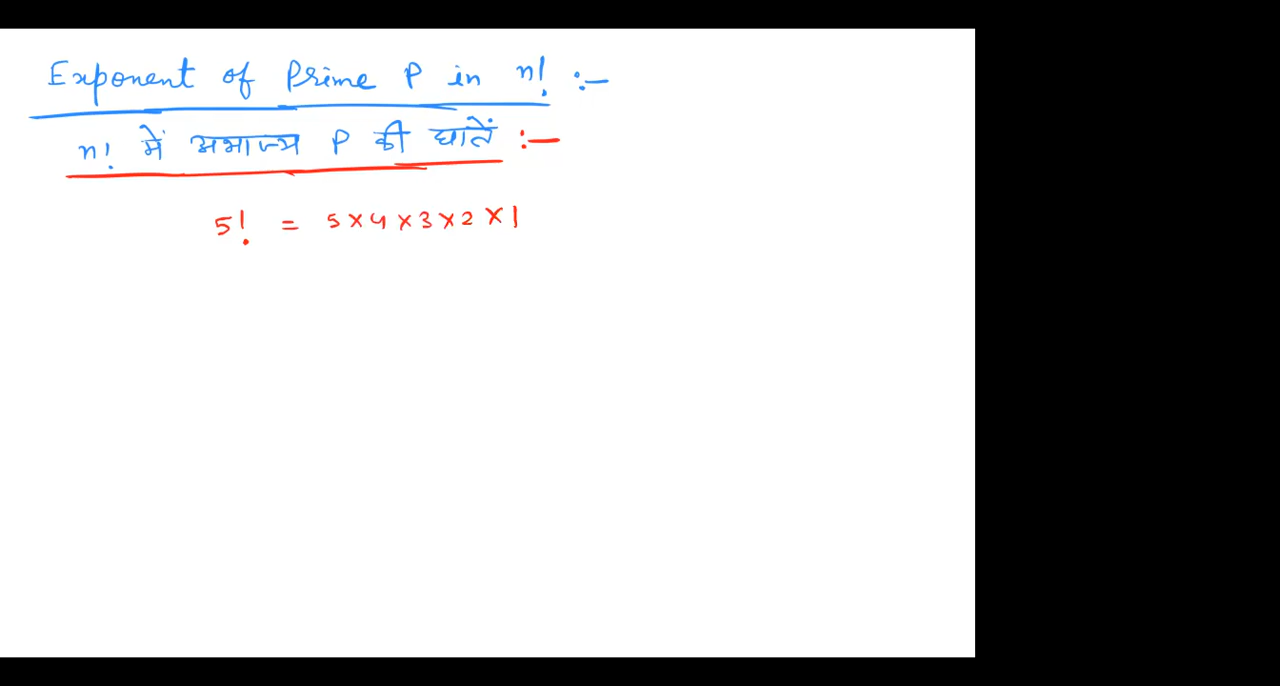 Exponent of Prime P in n! :-
n! में अभाज्य P की घातें :-
5! = 5×4×3×2×1